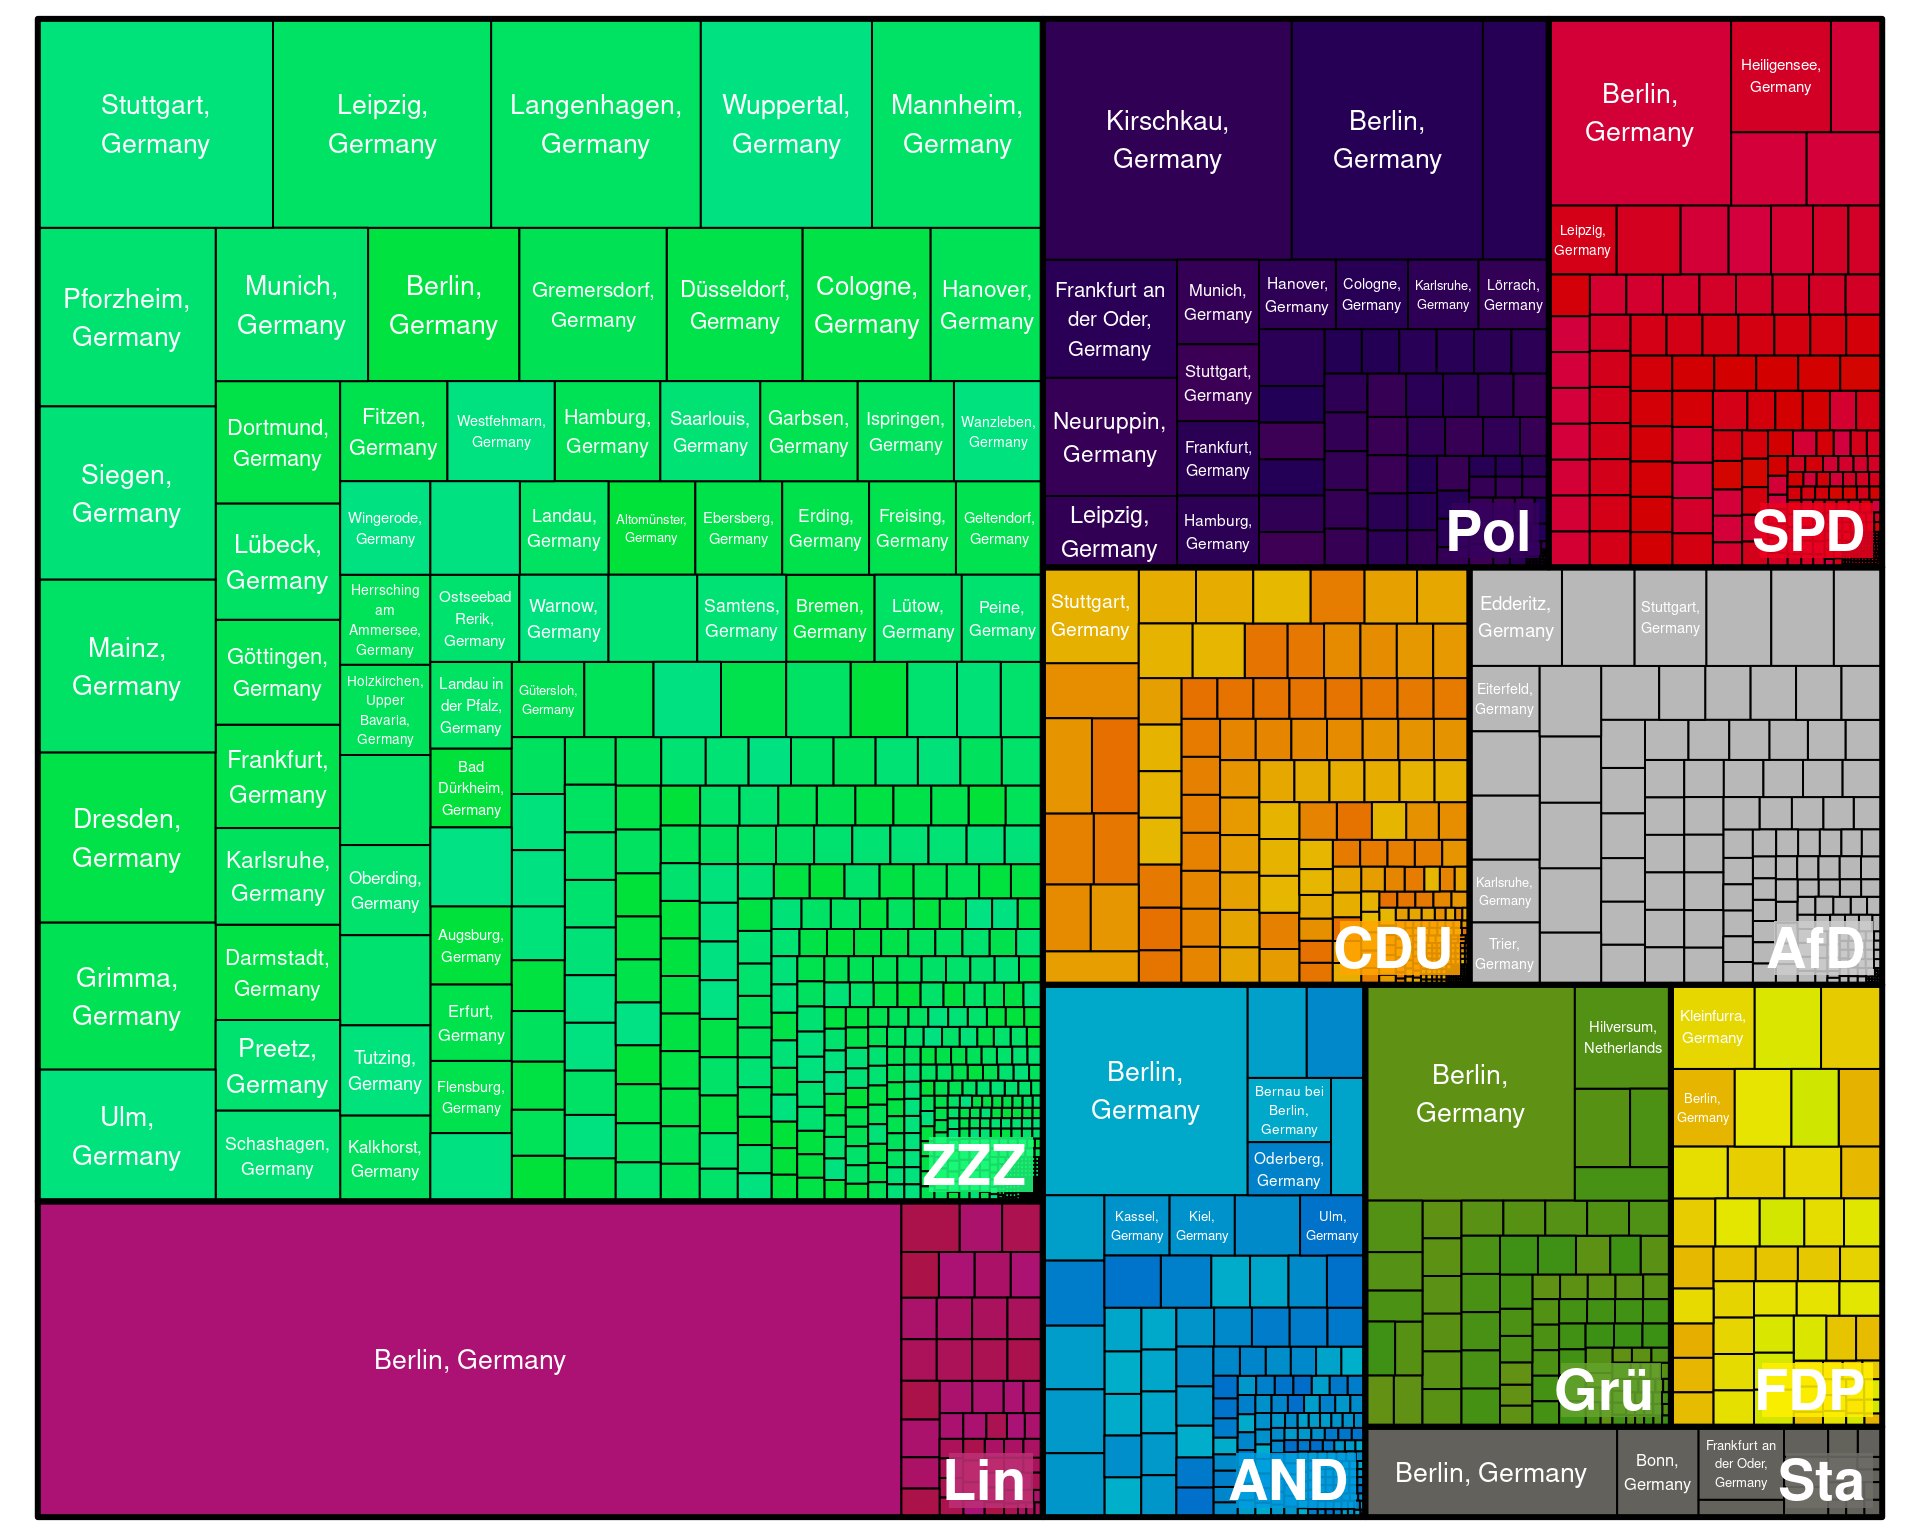 Stuttgart,
Germany
Leipzig,
Germany
Langenhagen,
Germany
Wuppertal,
Germany
Mannheim,
Germany
Pforzheim,
Germany
Munich,
Germany
Berlin,
Germany
Gremersdorf,
Germany
Düsseldorf,
Germany
Cologne,
Germany
Hanover,
Germany
Siegen,
Germany
Mainz,
Germany
Dresden,
Germany
Grimma,
Germany
Ulm,
Germany
Dortmund,
Germany
Lübeck,
Germany
Göttingen,
Germany
Frankfurt,
Germany
Karlsruhe,
Germany
Darmstadt,
Germany
Preetz,
Germany
Schashagen,
Germany
Fitzen,
Germany
Westfehmarn,
Germany
Hamburg,
Germany
Saarlouis,
Germany
Garbsen,
Germany
Ispringen,
Germany
Wanzleben,
Germany
Wingerode,
Germany
Landau,
Germany
Altomünster,
Germany
Ebersberg,
Germany
Erding,
Germany
Freising,
Germany
Geltendorf,
Germany
Herrsching
am
Ammersee,
Germany
Ostseebad
Rerik,
Germany
Warnow,
Germany
Samtens,
Germany
Bremen,
Germany
Lütow,
Germany
Peine,
Germany
Holzkirchen,
Upper
Bavaria,
Germany
Landau in
der Pfalz,
Germany
Gütersloh,
Germany
Bad
Dürkheim,
Germany
Oberding,
Germany
Augsburg,
Germany
Erfurt,
Germany
Tutzing,
Germany
Flensburg,
Germany
Kalkhorst,
Germany
ZZZ
Berlin, Germany
Lin
Kirschkau,
Germany
Berlin,
Germany
Frankfurt an
der Oder,
Germany
Munich,
Germany
Hanover,
Germany
Cologne,
Germany
Karlsruhe,
Germany
Lörrach,
Germany
Stuttgart,
Germany
Neuruppin,
Germany
Frankfurt,
Germany
Leipzig,
Germany
Hamburg,
Germany
Pol
Berlin,
Germany
Heiligensee,
Germany
Leipzig,
Germany
SPD
Stuttgart,
Germany
CDU
Edderitz,
Germany
Stuttgart,
Germany
Eiterfeld,
Germany
Karlsruhe,
Germany
Trier,
Germany
AfD
Berlin,
Germany
Bernau bei
Berlin,
Germany
Oderberg,
Germany
Kassel,
Germany
Kiel,
Germany
Ulm,
Germany
AND
Berlin,
Germany
Hilversum,
Netherlands
Grü
Kleinfurra,
Germany
Berlin,
Germany
FDP
Berlin, Germany
Bonn,
Germany
Frankfurt an
der Oder,
Germany
Sta